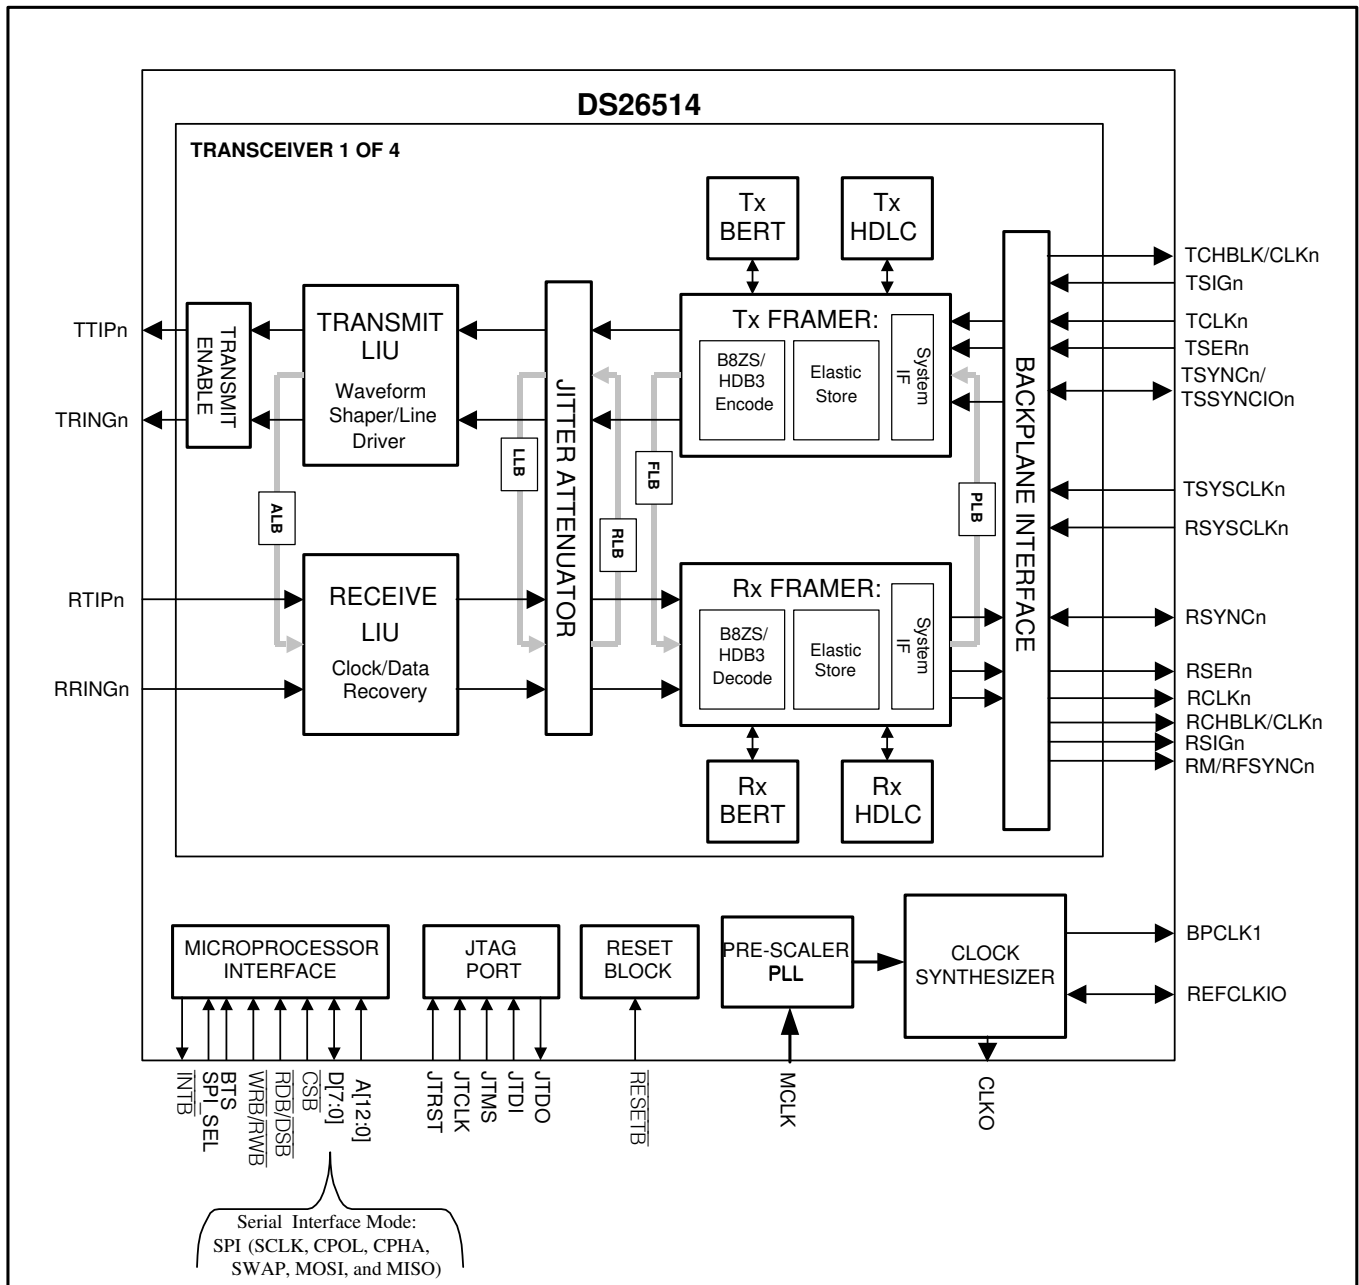 DS26514
TRANSCEIVER 1 OF 4
Tx
BERT
Tx
HDLC
TTIPn
TRINGn
TRANSMIT
ENABLE
TRANSMIT
LIU
Waveform
Shaper/Line
Driver
JITTER ATTENUATOR
Tx FRAMER:
B8ZS/
HDB3
Encode
Elastic
Store
System
IF
BACKPLANE INTERFACE
TCHBLK/CLKn
TSIGn
TCLKn
TSERn
TSYNCn/
TSSYNCIOn
TSYSCLKn
RSYSCLKn
ALB
LLB
RLB
FLB
PLB
RTIPn
RRINGn
RECEIVE
LIU
Clock/Data
Recovery
Rx FRAMER:
B8ZS/
HDB3
Decode
Elastic
Store
System
IF
RSYNCn
RSERn
RCLKn
RCHBLK/CLKn
RSIGn
RM/RFSYNCn
Rx
BERT
Rx
HDLC
MICROPROCESSOR
INTERFACE
JTAG
PORT
RESET
BLOCK
PRE-SCALER
PLL
CLOCK
SYNTHESIZER
BPCLK1
REFCLKIO
INTB
SPI_SEL
BTS
WRB/RWB
RDB/DSB
CSB
D[7:0]
A[12:0]
JTRST
JTCLK
JTMS
JTDI
JTDO
RESETB
MCLK
CLKO
Serial Interface Mode:
SPI (SCLK, CPOL, CPHA,
SWAP, MOSI, and MISO)